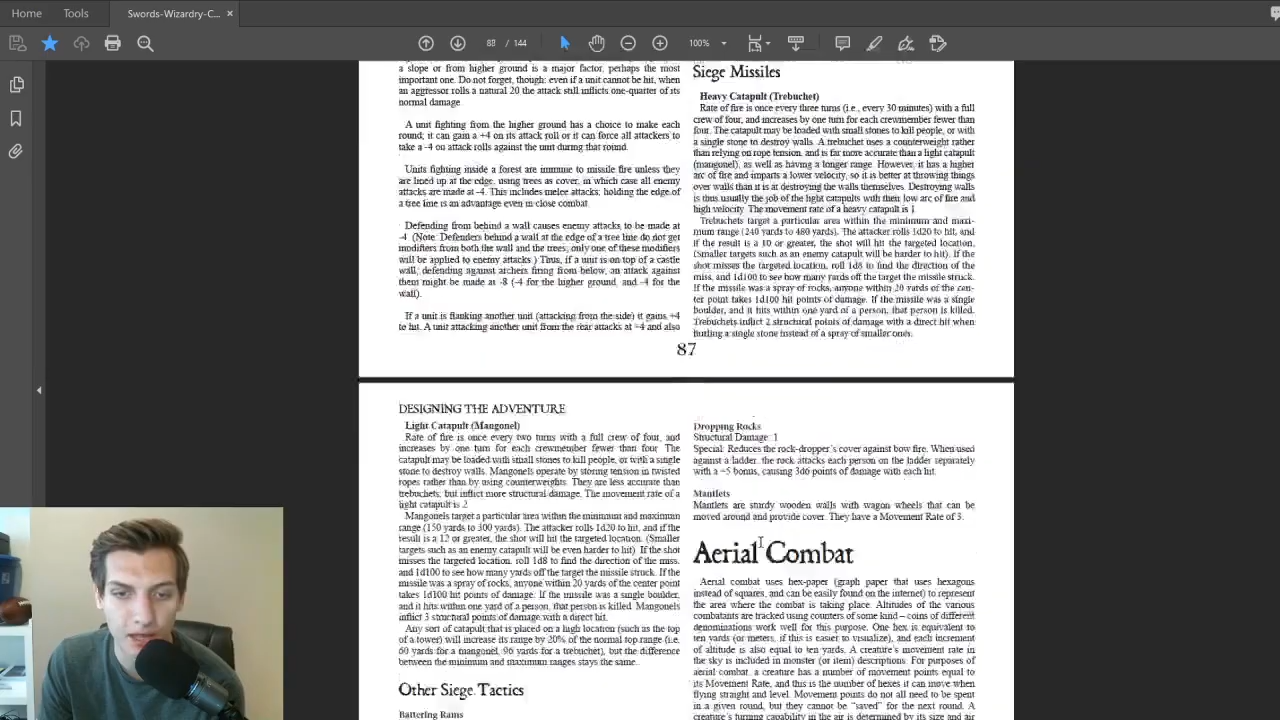 Home Tools Swords-Wizardry-C... ×
88 / 144 100%
a slope or from higher ground is a major factor, perhaps the most
important one. Do not forget, though: even if a unit cannot be hit, when
an aggressor rolls a natural 20 the attack still inflicts one-quarter of its
normal damage.
A unit fighting from the higher ground has a choice to make each
round; it can gain a +4 on its attack roll or it can force all attackers to
take a -4 on attack rolls against the unit during that round.
Units fighting inside a forest are immune to missile fire unless they
are lined up at the edge, using trees as cover, in which case all enemy
attacks are made at -4. This includes melee attacks; holding the edge of
a tree line is an advantage even in close combat.
Defending from behind a wall causes enemy attacks to be made at
-4 (Note: Defenders behind a wall at the edge of a tree line do not get
modifiers from both the wall and the trees; only one of these modifiers
will be applied to enemy attacks.) Thus, if a unit is on top of a castle
wall, defending against archers firing from below, an attack against
them might be made at -8 (-4 for the higher ground, and -4 for the
wall).
If a unit is flanking another unit (attacking from the side) it gains +4
to hit. A unit attacking another unit from the rear attacks at +4 and also
Siege Missiles
Heavy Catapult (Trebuchet)
Rate of fire is once every three turns (i.e., every 30 minutes) with a full
crew of four, and increases by one turn for each crewmember fewer than
four. The catapult may be loaded with small stones to kill people, or with
a single stone to destroy walls. A trebuchet uses a counterweight rather
than relying on rope tension, and is far more accurate than a light catapult
(mangonel), as well as having a longer range. However, it has a higher
arc of fire and imparts a lower velocity, so it is better at throwing things
over walls than it is at destroying the walls themselves. Destroying walls
is thus usually the job of the light catapults with their low arc of fire and
high velocity. The movement rate of a heavy catapult is 1.
Trebuchets target a particular area within the minimum and maxi-
mum range (240 yards to 480 yards). The attacker rolls 1d20 to hit, and
if the result is a 10 or greater, the shot will hit the targeted location.
(Smaller targets such as an enemy catapult will be harder to hit). If the
shot misses the targeted location, roll 1d8 to find the direction of the
miss, and 1d100 to see how many yards off the target the missile struck.
If the missile was a spray of rocks, anyone within 20 yards of the cen-
ter point takes 1d100 hit points of damage. If the missile was a single
boulder, and it hits within one yard of a person, that person is killed.
Trebuchets inflict 2 structural points of damage with a direct hit when
hurling a single stone instead of a spray of smaller ones.
87
DESIGNING THE ADVENTURE
Light Catapult (Mangonel)
Rate of fire is once every two turns with a full crew of four, and
increases by one turn for each crewmember fewer than four. The
catapult may be loaded with small stones to kill people, or with a single
stone to destroy walls. Mangonels operate by storing tension in twisted
ropes rather than by using counterweights. They are less accurate than
trebuchets, but inflict more structural damage. The movement rate of a
light catapult is 2.
Mangonels target a particular area within the minimum and maximum
range (150 yards to 300 yards). The attacker rolls 1d20 to hit, and if the
result is a 12 or greater, the shot will hit the targeted location. (Smaller
targets such as an enemy catapult will be even harder to hit). If the shot
misses the targeted location, roll 1d8 to find the direction of the miss,
and 1d100 to see how many yards off the target the missile struck. If the
missile was a spray of rocks, anyone within 20 yards of the center point
takes 1d100 hit points of damage. If the missile was a single boulder,
and it hits within one yard of a person, that person is killed. Mangonels
inflict 3 structural points of damage with a direct hit.
Any sort of catapult that is placed on a high location (such as the top
of a tower) will increase its range by 20% of the normal top range (i.e.
60 yards for a mangonel, 96 yards for a trebuchet), but the difference
between the minimum and maximum ranges stays the same.
Other Siege Tactics
Battering Rams
Dropping Rocks
Structural Damage: 1
Special: Reduces the rock-dropper's cover against bow fire. When used
against a ladder, the rock attacks each person on the ladder separately
with a +5 bonus, causing 3d6 points of damage with each hit.
Mantlets
Mantlets are sturdy wooden walls with wagon wheels that can be
moved around and provide cover. They have a Movement Rate of 3.
Aerial Combat
Aerial combat uses hex-paper (graph paper that uses hexagons
instead of squares, and can be easily found on the internet) to represent
the area where the combat is taking place. Altitudes of the various
combatants are tracked using counters of some kind – coins of different
denominations work well for this purpose. One hex is equivalent to
ten yards (or meters, if this is easier to visualize), and each increment
of altitude is also equal to ten yards. A creature's movement rate in
the sky is included in monster (or item) descriptions. For purposes of
aerial combat, a creature has a number of movement points equal to
its Movement Rate, and this is the number of hexes it can move when
flying straight and level. Movement points do not all need to be spent
in a given round, but they cannot be "saved" for the next round. A
creature's turning capability in the air is determined by its size and air